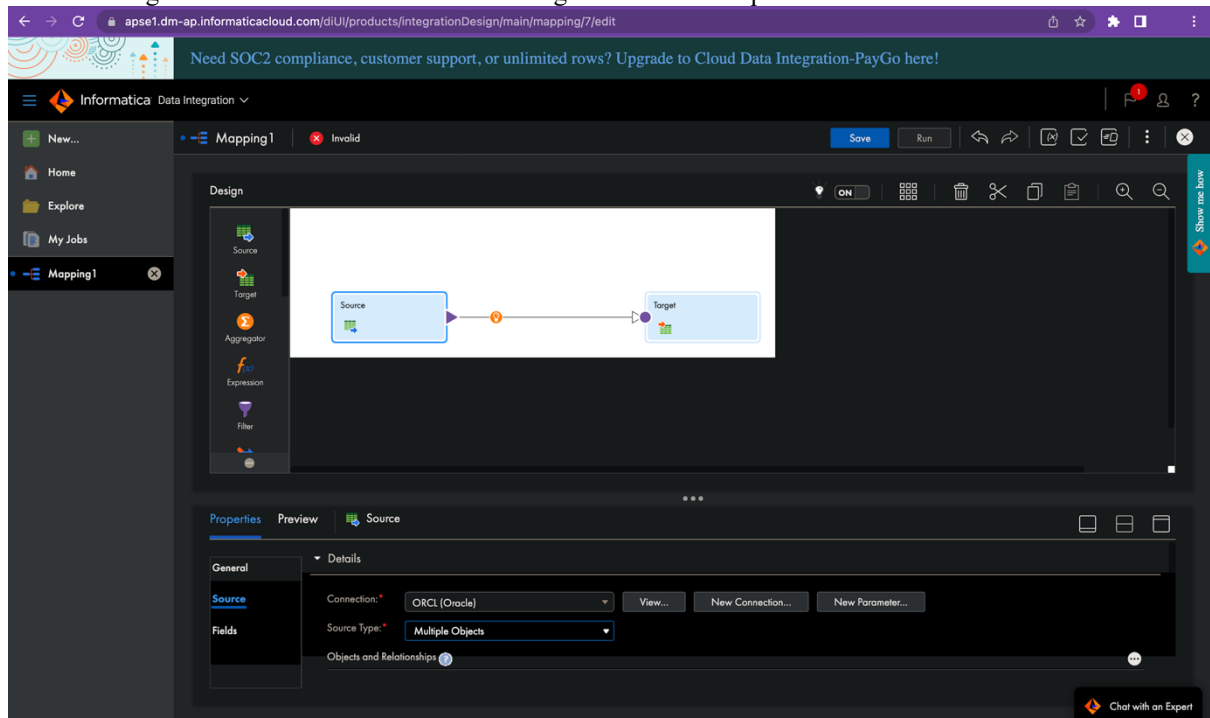 apse1.dm-ap.informaticacloud.com/diUI/products/integrationDesign/main/mapping/7/edit
Need SOC2 compliance, customer support, or unlimited rows? Upgrade to Cloud Data Integration-PayGo here!
Informatica Data Integration
1
?
New...
Mapping1
Invalid
Save
Run
Home
Explore
My Jobs
Mapping1
Show me how
Design
ON
Source
Target
Aggregator
f(x)
Expression
Filter
Source
Target
Properties
Preview
Source
General
Source
Fields
Details
Connection:*
ORCL (Oracle)
View...
New Connection...
New Parameter...
Source Type:*
Multiple Objects
Objects and Relationships ?
Chat with an Expert